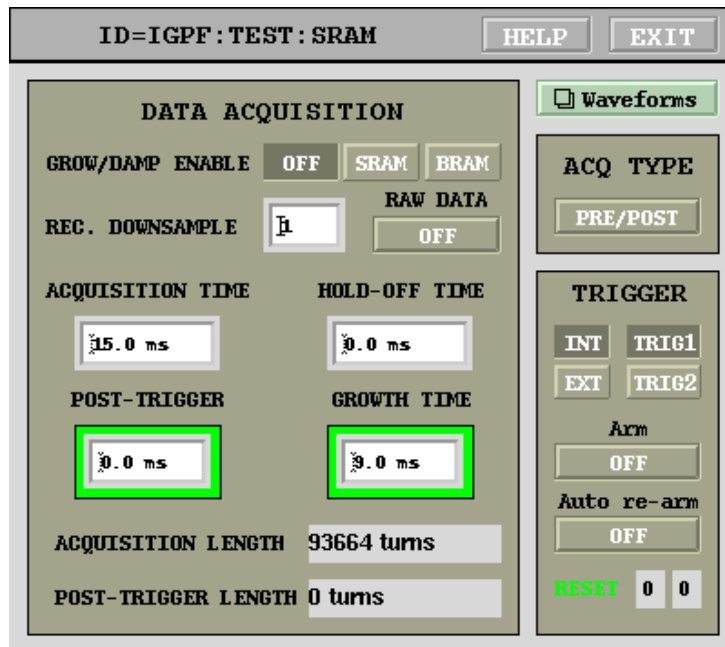 ID=IGPF:TEST:SRAM HELP EXIT
DATA ACQUISITION
GROW/DAMP ENABLE OFF SRAM BRAM
REC. DOWNSAMPLE 1
RAW DATA
OFF
ACQUISITION TIME HOLD-OFF TIME
15.0 ms 0.0 ms
POST-TRIGGER GROWTH TIME
0.0 ms 9.0 ms
ACQUISITION LENGTH 93664 turns
POST-TRIGGER LENGTH 0 turns
Waveforms
ACQ TYPE
PRE/POST
TRIGGER
INT TRIG1
EXT TRIG2
Arm
OFF
Auto re-arm
OFF
RESET 0 0